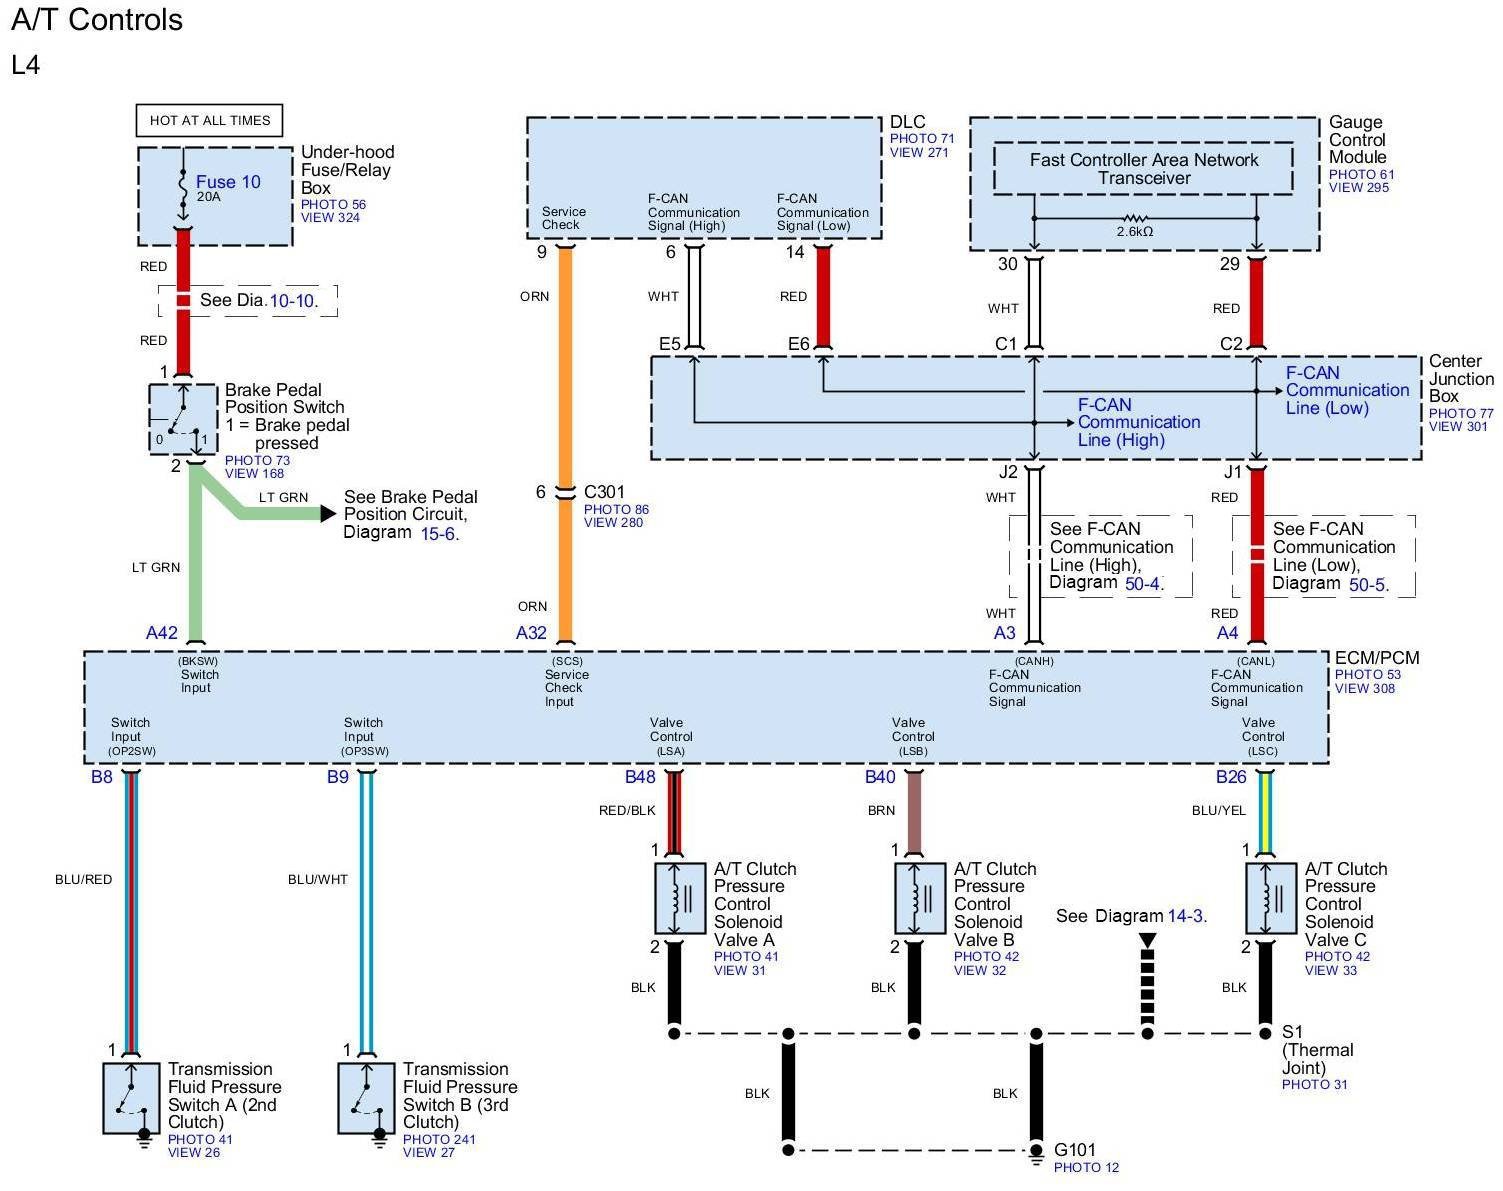 A/T Controls
L4
HOT AT ALL TIMES
Under-hood
Fuse/Relay
Box
PHOTO 56
VIEW 324
Fuse 10
20A
RED
See Dia. 10-10.
RED
1
Brake Pedal
Position Switch
1 = Brake pedal
pressed
PHOTO 73
VIEW 168
0
1
2
LT GRN
See Brake Pedal
Position Circuit,
Diagram 15-6.
LT GRN
A42
DLC
PHOTO 71
VIEW 271
Service
Check
F-CAN
Communication
Signal (High)
F-CAN
Communication
Signal (Low)
9
6
14
ORN
WHT
RED
E5
E6
6
C301
PHOTO 86
VIEW 280
ORN
A32
Gauge
Control
Module
PHOTO 61
VIEW 295
Fast Controller Area Network
Transceiver
2.6kΩ
30
29
WHT
RED
C1
C2
Center
Junction
Box
PHOTO 77
VIEW 301
F-CAN
Communication
Line (Low)
F-CAN
Communication
Line (High)
J2
J1
WHT
RED
See F-CAN
Communication
Line (High),
Diagram 50-4.
See F-CAN
Communication
Line (Low),
Diagram 50-5.
WHT
RED
A3
A4
ECM/PCM
PHOTO 53
VIEW 308
(BKSW)
Switch
Input
(SCS)
Service
Check
Input
(CANH)
F-CAN
Communication
Signal
(CANL)
F-CAN
Communication
Signal
Switch
Input
(OP2SW)
Switch
Input
(OP3SW)
Valve
Control
(LSA)
Valve
Control
(LSB)
Valve
Control
(LSC)
B8
B9
B48
B40
B26
BLU/RED
BLU/WHT
RED/BLK
BRN
BLU/YEL
1
A/T Clutch
Pressure
Control
Solenoid
Valve A
PHOTO 41
VIEW 31
2
BLK
1
A/T Clutch
Pressure
Control
Solenoid
Valve B
PHOTO 42
VIEW 32
2
BLK
See Diagram 14-3.
1
A/T Clutch
Pressure
Control
Solenoid
Valve C
PHOTO 42
VIEW 33
2
BLK
S1
(Thermal
Joint)
PHOTO 31
1
Transmission
Fluid Pressure
Switch A (2nd
Clutch)
PHOTO 41
VIEW 26
1
Transmission
Fluid Pressure
Switch B (3rd
Clutch)
PHOTO 241
VIEW 27
BLK
BLK
G101
PHOTO 12